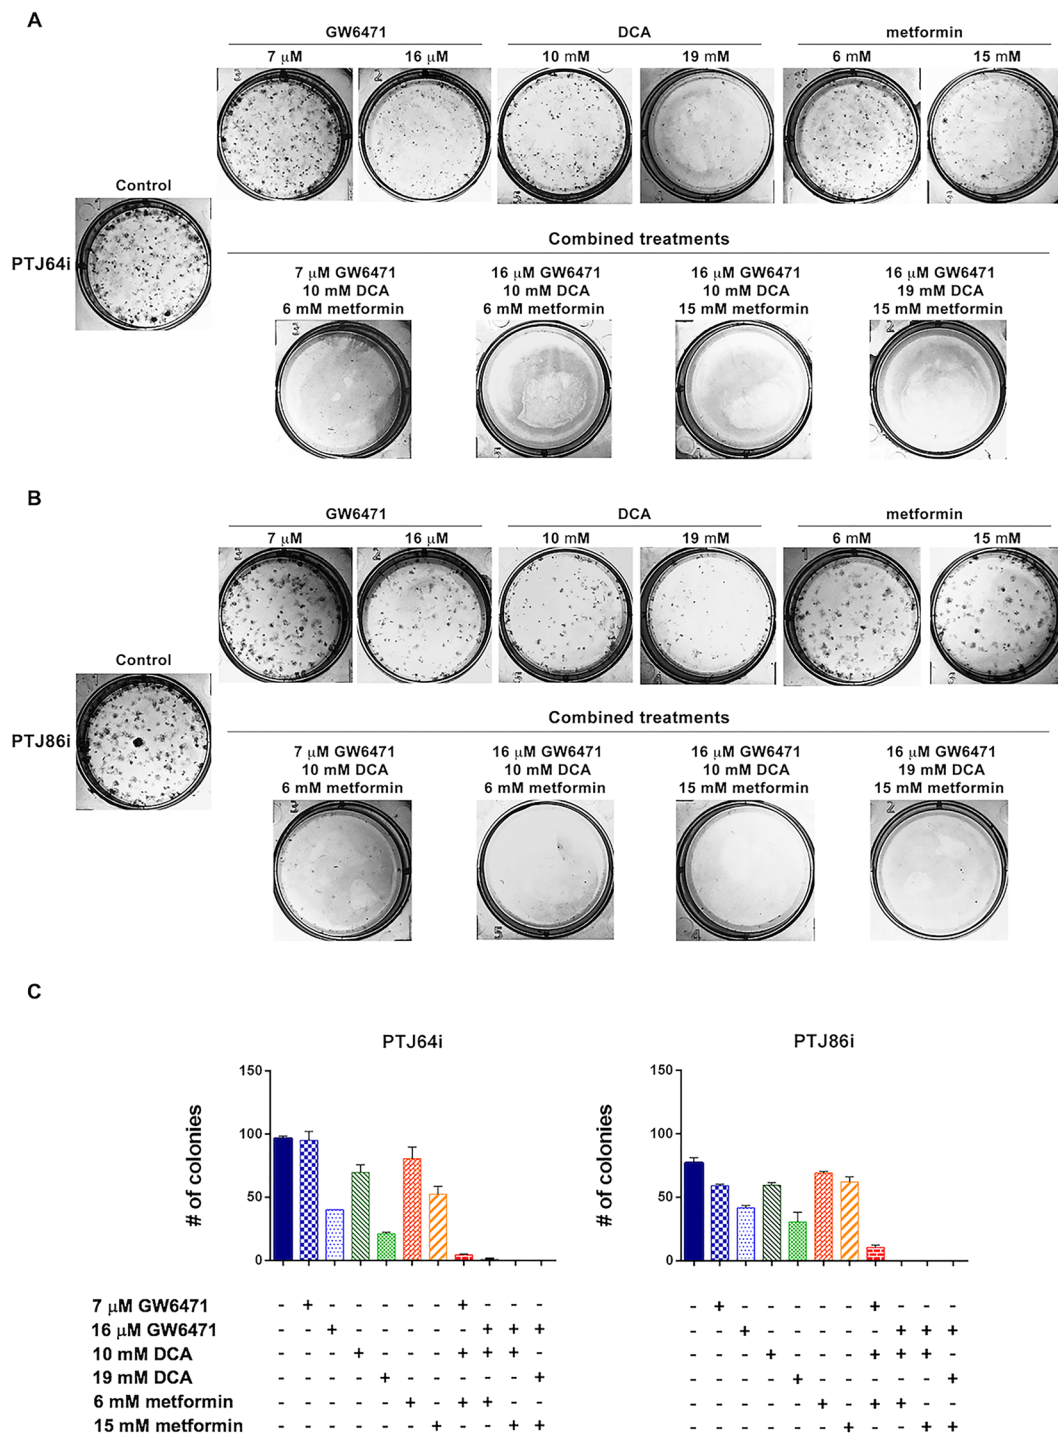 A
GW6471 DCA metformin
7 μM 16 μM 10 mM 19 mM 6 mM 15 mM
Control
PTJ64i
Combined treatments
7 μM GW6471 16 μM GW6471 16 μM GW6471 16 μM GW6471
10 mM DCA 10 mM DCA 10 mM DCA 19 mM DCA
6 mM metformin 6 mM metformin 15 mM metformin 15 mM metformin
B
GW6471 DCA metformin
7 μM 16 μM 10 mM 19 mM 6 mM 15 mM
Control
PTJ86i
Combined treatments
7 μM GW6471 16 μM GW6471 16 μM GW6471 16 μM GW6471
10 mM DCA 10 mM DCA 10 mM DCA 19 mM DCA
6 mM metformin 6 mM metformin 15 mM metformin 15 mM metformin
C
PTJ64i PTJ86i
150 150
100 100
50 50
0 0
# of colonies # of colonies
7 μM GW6471 - + - - - - - + - - - - + - - - - - + - - -
16 μM GW6471 - - + - - - - - + + + - - + - - - - - + + +
10 mM DCA - - - + - - - + + + - - - - + - - - + + + -
19 mM DCA - - - - + - - - - - + - - - - + - - - - - +
6 mM metformin - - - - - + - + + - - - - - - - + - + + - -
15 mM metformin - - - - - - + - - + + - - - - - - + - - + +